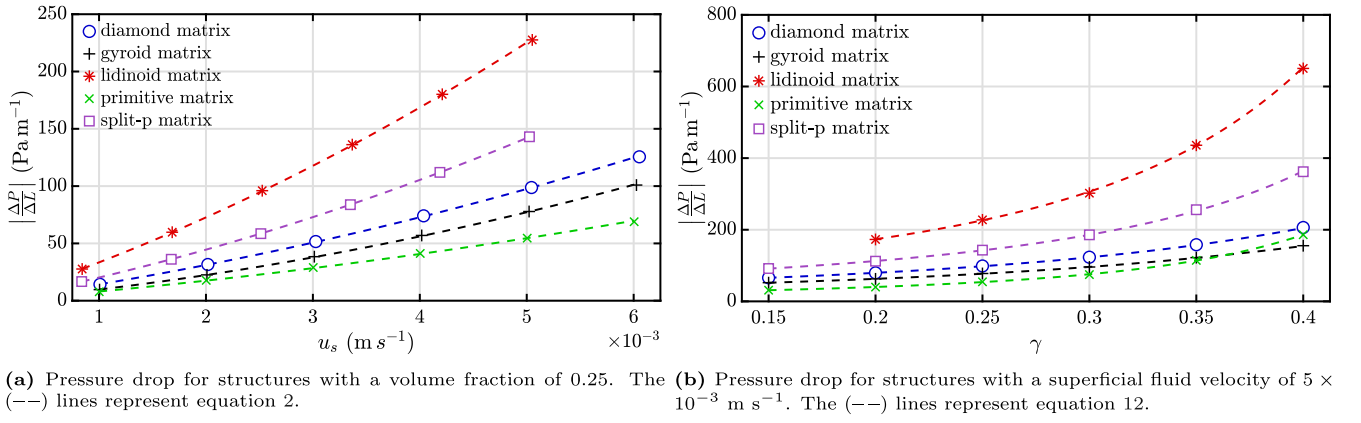 250
200
150
100
50
0
|ΔP/ΔL| (Pa m⁻¹)
diamond matrix
gyroid matrix
lidinoid matrix
primitive matrix
split-p matrix
1 2 3 4 5 6
u_s (m s⁻¹)
×10⁻³
(a) Pressure drop for structures with a volume fraction of 0.25. The
(−−) lines represent equation 2.
800
600
400
200
0
|ΔP/ΔL| (Pa m⁻¹)
diamond matrix
gyroid matrix
lidinoid matrix
primitive matrix
split-p matrix
0.15 0.2 0.25 0.3 0.35 0.4
γ
(b) Pressure drop for structures with a superficial fluid velocity of 5 ×
10⁻³ m s⁻¹. The (−−) lines represent equation 12.